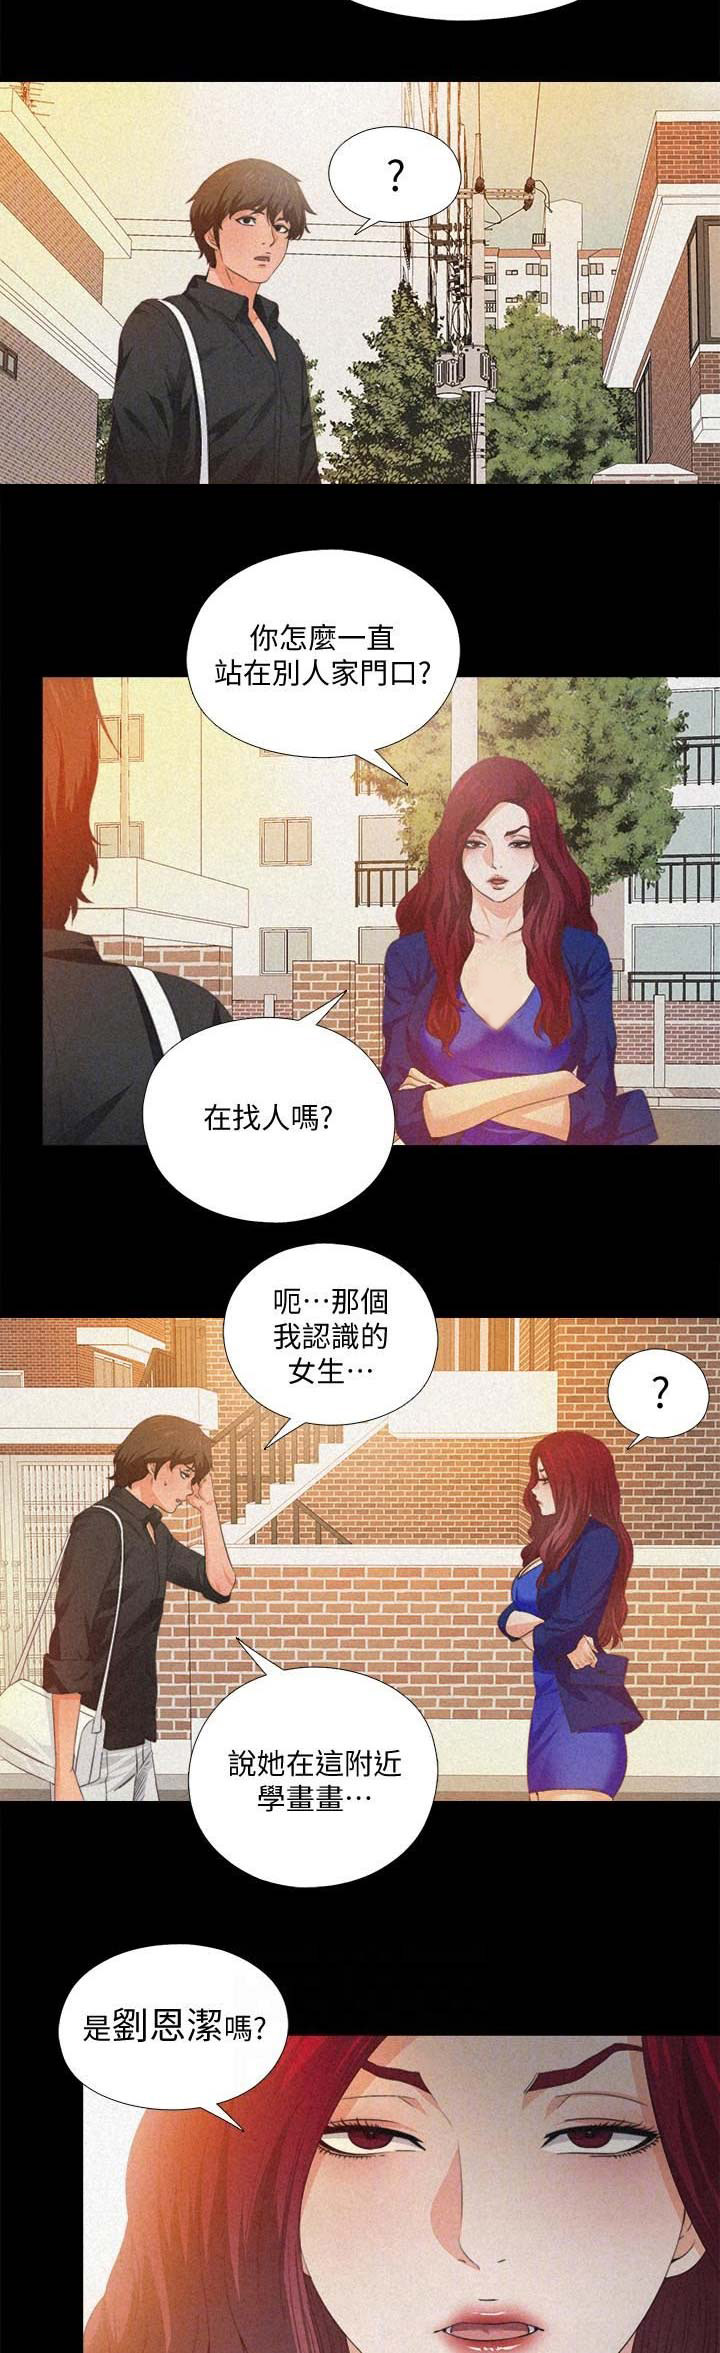 ?
你怎麼一直
站在別人家門口?
在找人嗎?
呃⋯那個
我認識的
女生⋯
?
說她在這附近
學畫畫⋯
是劉恩潔嗎?